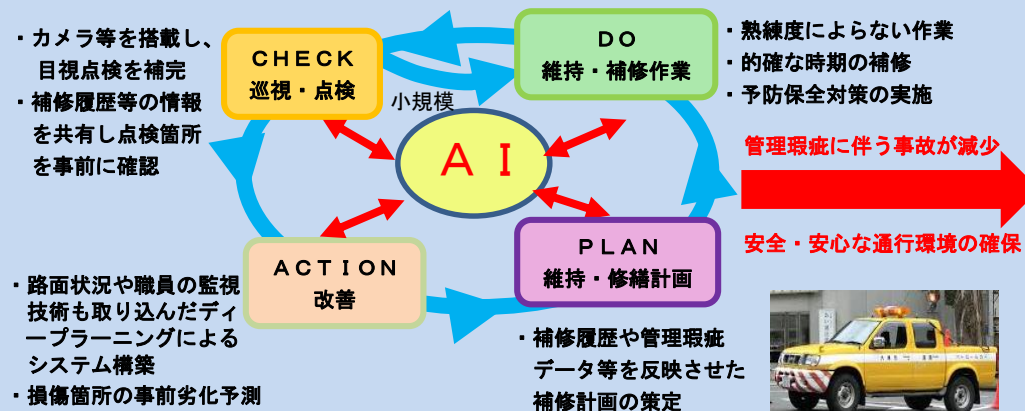 ・カメラ等を搭載し、
目視点検を補完
・補修履歴等の情報
を共有し点検箇所
を事前に確認
CHECK
巡視・点検
小規模
DO
維持・補修作業
・熟練度によらない作業
・的確な時期の補修
・予防保全対策の実施
AI
管理瑕疵に伴う事故が減少
安全・安心な通行環境の確保
ACTION
改善
PLAN
維持・修繕計画
・路面状況や職員の監視
技術も取り込んだディ
ープラーニングによる
システム構築
・損傷箇所の事前劣化予測
・補修履歴や管理瑕疵
データ等を反映させた
補修計画の策定